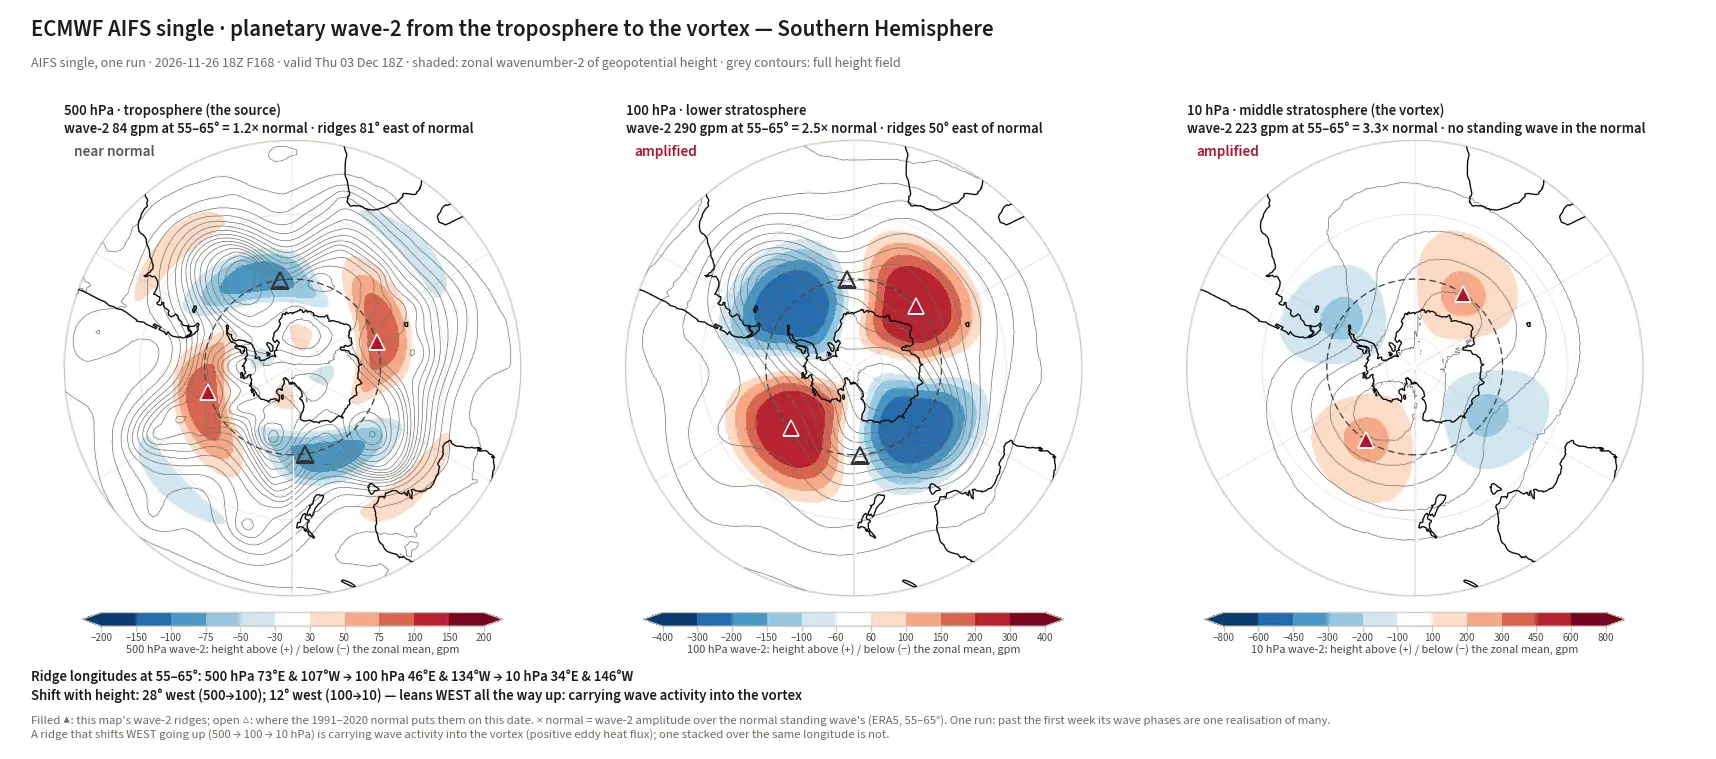 ECMWF AIFS single · planetary wave-2 from the troposphere to the vortex — Southern Hemisphere
AIFS single, one run · 2026-11-26 18Z F168 · valid Thu 03 Dec 18Z · shaded: zonal wavenumber-2 of geopotential height · grey contours: full height field
500 hPa · troposphere (the source)
wave-2 84 gpm at 55–65° = 1.2× normal · ridges 81° east of normal
near normal
100 hPa · lower stratosphere
wave-2 290 gpm at 55–65° = 2.5× normal · ridges 50° east of normal
amplified
10 hPa · middle stratosphere (the vortex)
wave-2 223 gpm at 55–65° = 3.3× normal · no standing wave in the normal
amplified
−200 −150 −100 −75 −50 −30 30 50 75 100 150 200
500 hPa wave-2: height above (+) / below (−) the zonal mean, gpm
−400 −300 −200 −150 −100 −60 60 100 150 200 300 400
100 hPa wave-2: height above (+) / below (−) the zonal mean, gpm
−800 −600 −450 −300 −200 −100 100 200 300 450 600 800
10 hPa wave-2: height above (+) / below (−) the zonal mean, gpm
Ridge longitudes at 55–65°: 500 hPa 73°E & 107°W → 100 hPa 46°E & 134°W → 10 hPa 34°E & 146°W
Shift with height: 28° west (500→100); 12° west (100→10) — leans WEST all the way up: carrying wave activity into the vortex
Filled ▲: this map's wave-2 ridges; open △: where the 1991–2020 normal puts them on this date. × normal = wave-2 amplitude over the normal standing wave's (ERA5, 55–65°). One run: past the first week its wave phases are one realisation of many.
A ridge that shifts WEST going up (500 → 100 → 10 hPa) is carrying wave activity into the vortex (positive eddy heat flux); one stacked over the same longitude is not.